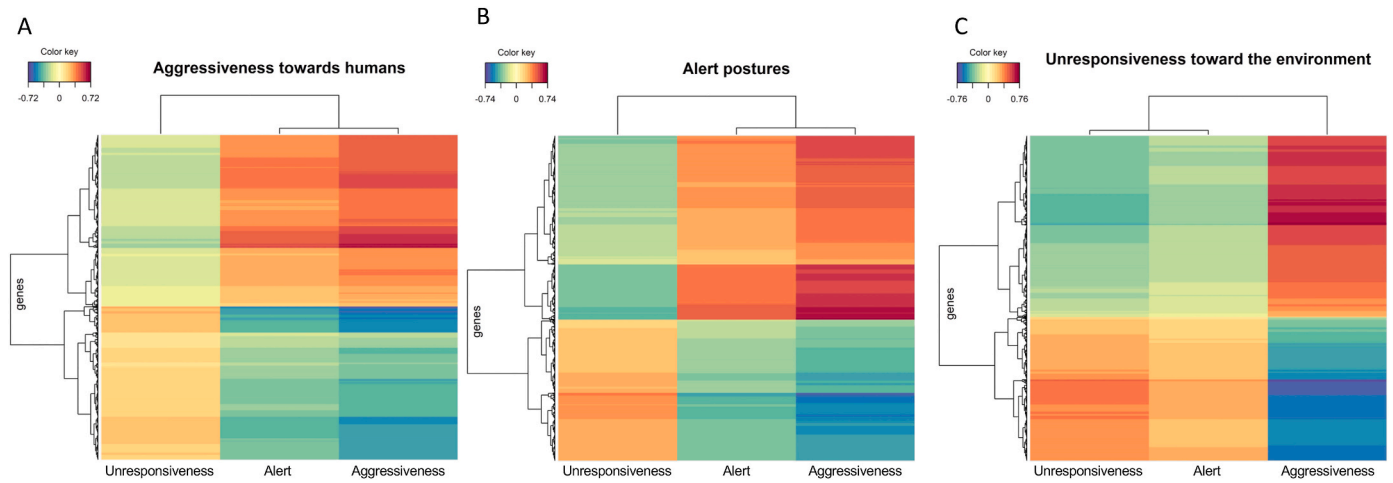 A
Color key
-0.72 0 0.72
Aggressiveness towards humans
genes
Unresponsiveness Alert Aggressiveness
B
Color key
-0.74 0 0.74
Alert postures
genes
Unresponsiveness Alert Aggressiveness
C
Color key
-0.76 0 0.76
Unresponsiveness toward the environment
genes
Unresponsiveness Alert Aggressiveness